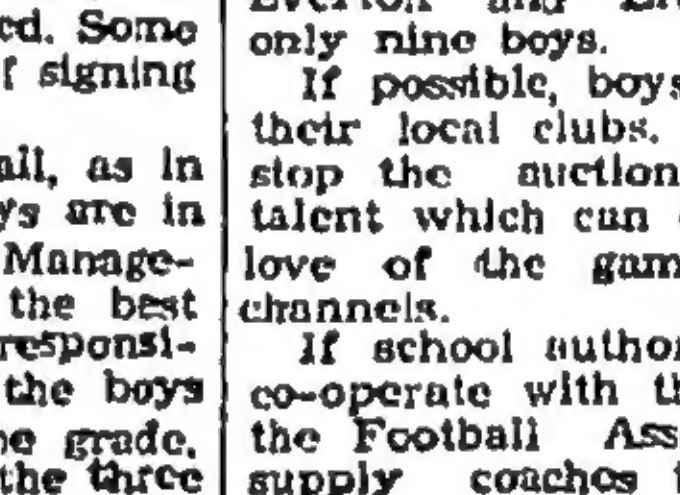 ed. Some
f signing
all, as in
ys are in
Manage-
the best
responsi-
the boys
grade.
the three
only nine boys.
If possible, boys
their local clubs.
stop the auction
talent which can
love of the gam
channels.
If school author
co-operate with th
the Football Ass
supply coaches